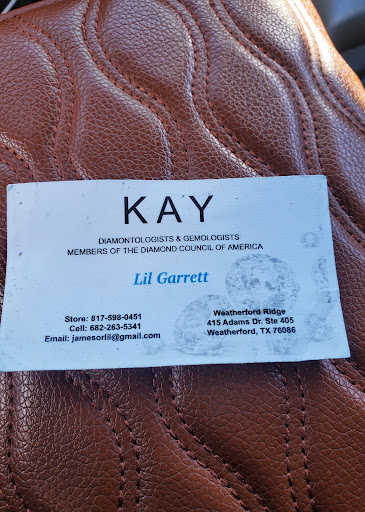 KAY
DIAMONTOLOGISTS & GEMOLOGISTS
MEMBERS OF THE DIAMOND COUNCIL OF AMERICA
Lil Garrett
Store: 817-598-0451
Cell: 682-263-5341
Email: jamesorlil@gmail.com
Weatherford Ridge
415 Adams Dr. Ste 405
Weatherford, TX 76086